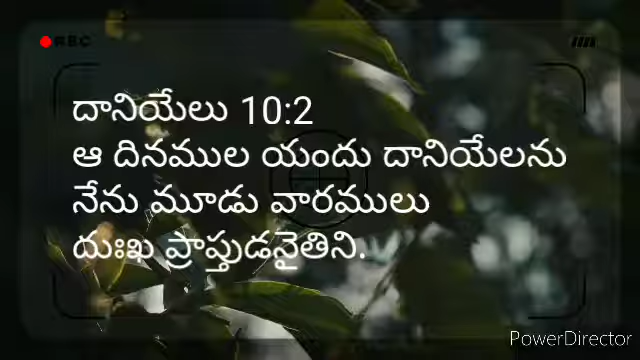 REC
దానియేలు 10:2
ఆ దినముల యందు దానియేలను
నేను మూడు వారములు
దుఃఖ ప్రాప్తుడనైతిని.
PowerDirector